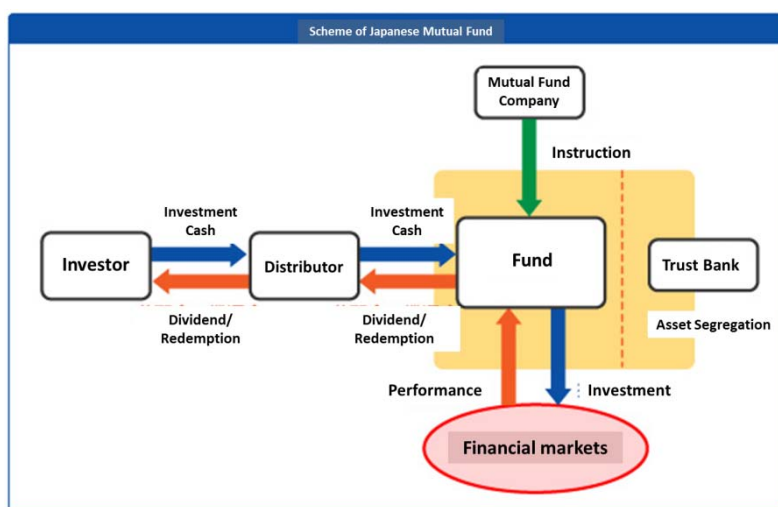 Scheme of Japanese Mutual Fund
Mutual Fund
Company
Instruction
Investment
Cash
Investment
Cash
Investor
Distributor
Fund
Trust Bank
Dividend/
Redemption
Dividend/
Redemption
Asset Segregation
Performance
Investment
Financial markets